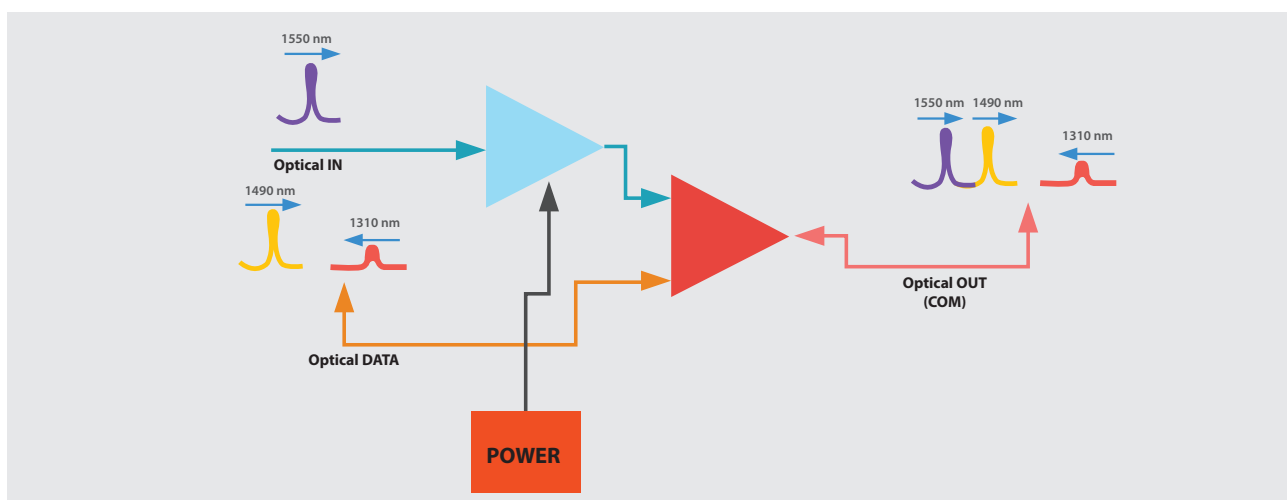 1550 nm
Optical IN
1490 nm
1310 nm
Optical DATA
POWER
1550 nm
1490 nm
1310 nm
Optical OUT
(COM)